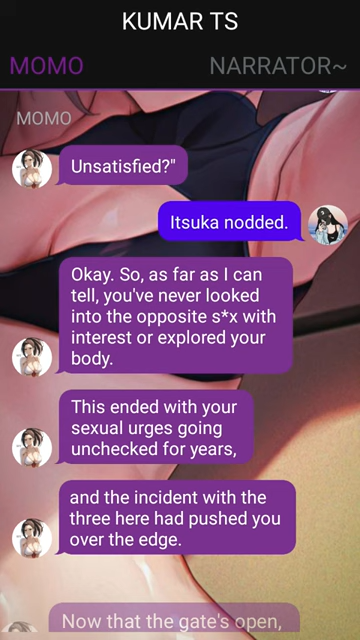 KUMAR TS
MOMO
NARRATOR~
MOMO
Unsatisfied?"
Itsuka nodded.
Okay. So, as far as I can
tell, you've never looked
into the opposite s*x with
interest or explored your
body.
This ended with your
sexual urges going
unchecked for years,
and the incident with the
three here had pushed you
over the edge.
Now that the gate's open,